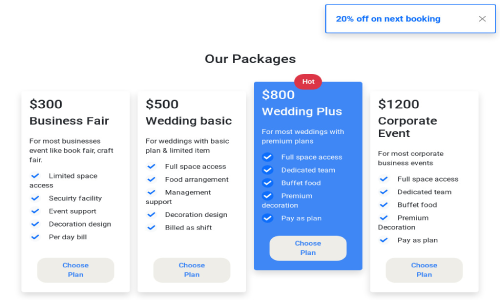 20% off on next booking
Our Packages
$300
Business Fair
For most businesses
event like book fair, craft
fair.
Limited space
access
Secuirty facility
Event support
Decoration design
Per day bill
Choose
Plan
$500
Wedding basic
For weddings with basic
plan & limited item
Full space access
Food arrangement
Management
support
Decoration design
Billed as shift
Choose
Plan
Hot
$800
Wedding Plus
For most weddings with
premium plans
Full space access
Dedicated team
Buffet food
Premium
decoration
Pay as plan
Choose
Plan
$1200
Corporate
Event
For most corporate
business events
Full space access
Dedicated team
Buffet food
Premium
Decoration
Pay as plan
Choose
Plan